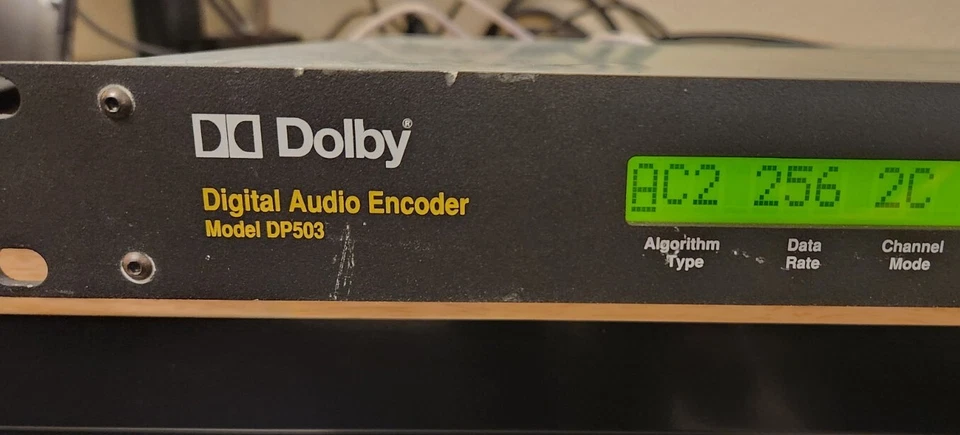 Dolby®
Digital Audio Encoder
Model DP503
AC2 256 2C
Algorithm Type
Data Rate
Channel Mode